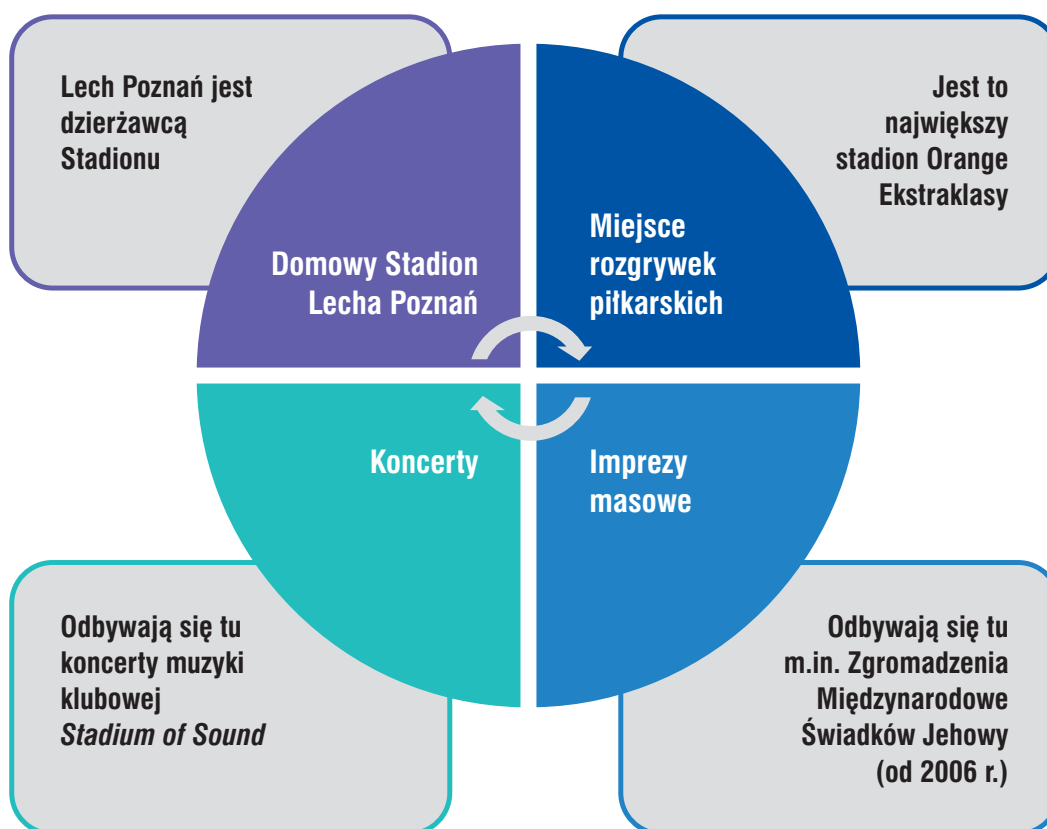 Lech Poznań jest
dzierżawcą
Stadionu
Jest to
największy
stadion Orange
Ekstraklasy
Domowy Stadion
Lecha Poznań
Miejsce
rozgrywek
piłkarskich
Koncerty
Imprezy
masowe
Odbywają się tu
koncerty muzyki
klubowej
Stadium of Sound
Odbywają się tu
m.in. Zgromadzenia
Międzynarodowe
Świadków Jehowy
(od 2006 r.)